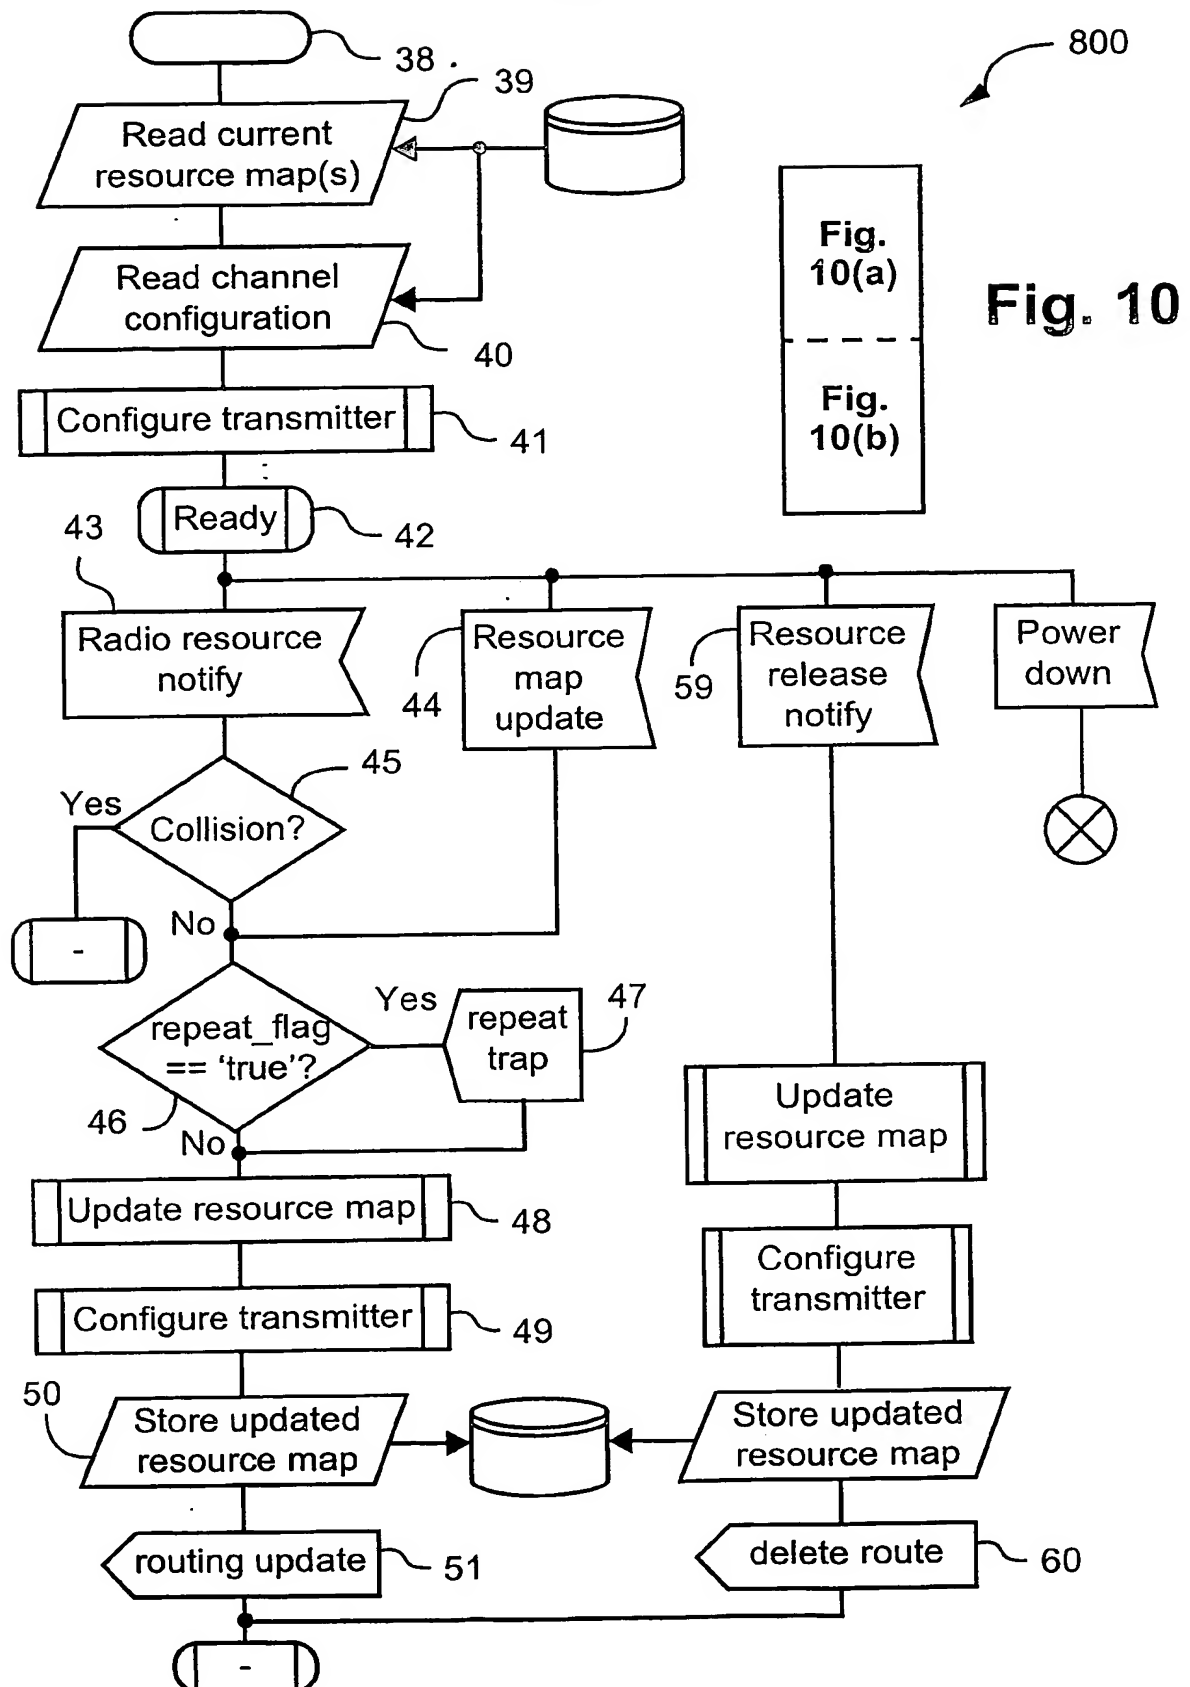 38
800
39
Read current
resource map(s)
Fig.
10(a)
Fig. 10
Read channel
configuration
40
Fig.
10(b)
Configure transmitter
41
Ready
42
43
Radio resource
notify
Resource
map
update
44
Resource
release
notify
59
Power
down
45
Yes
Collision?
No
-
repeat_flag
== ‘true’?
46
Yes
repeat
trap
47
No
Update
resource map
Update resource map
48
Configure
transmitter
Configure transmitter
49
50
Store updated
resource map
Store updated
resource map
routing update
51
delete route
60
-